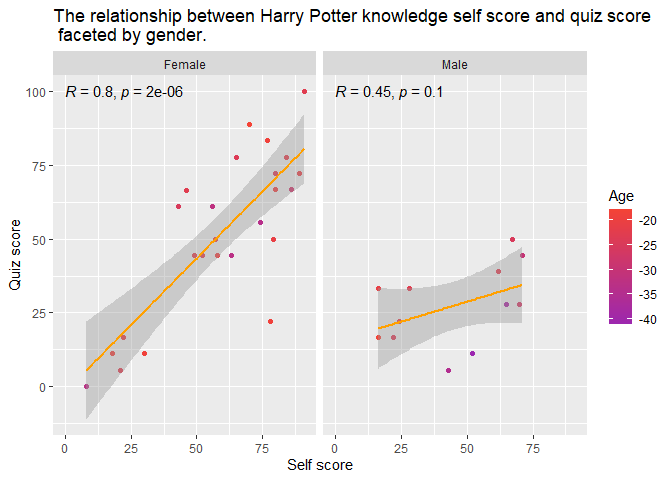 The relationship between Harry Potter knowledge self score and quiz score
faceted by gender.
Female
Male
R = 0.8, p = 2e-06
R = 0.45, p = 0.1
100
75
50
25
0
Quiz score
0 25 50 75
0 25 50 75
Self score
Age
-20
-25
-30
-35
-40